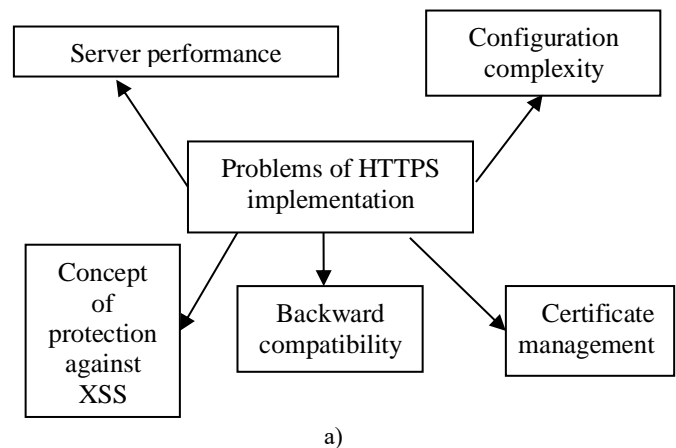 Server performance
Configuration
complexity
Problems of HTTPS
implementation
Concept
of
protection
against
XSS
Backward
compatibility
Certificate
management
a)